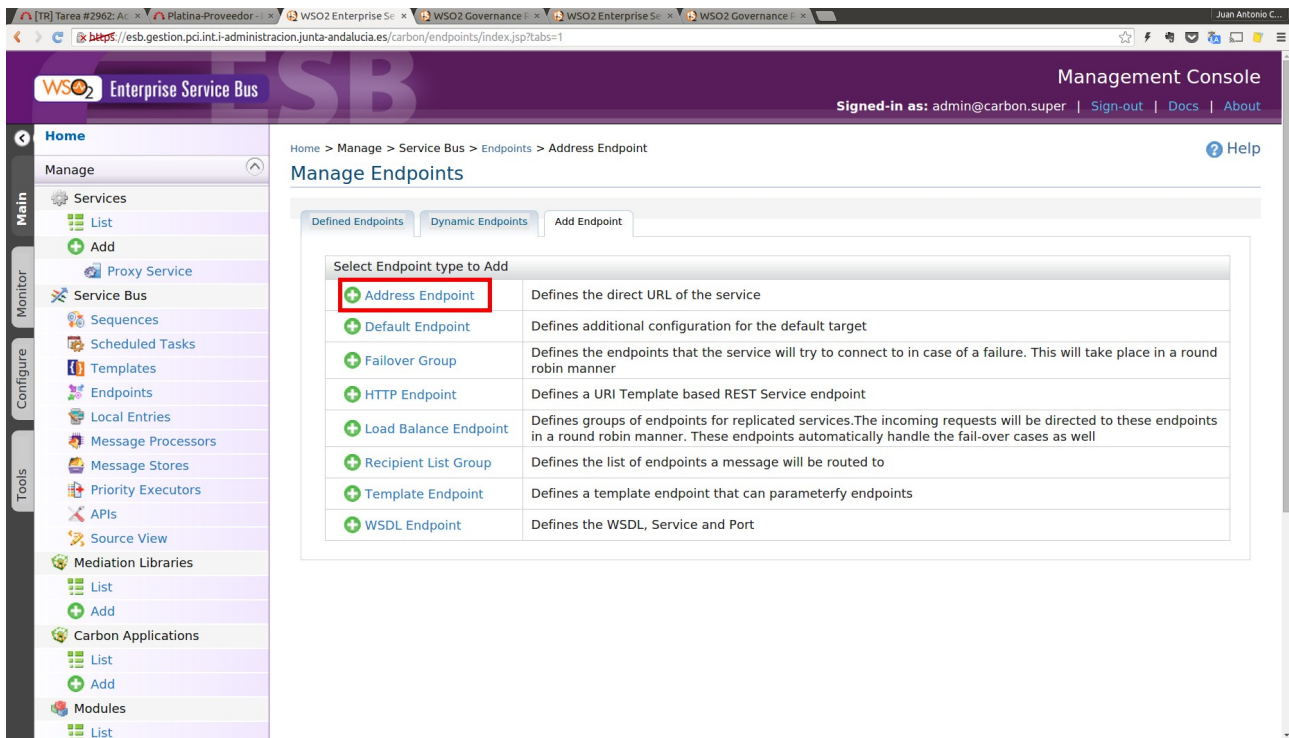 [TR] Tarea #2962: Ac
Platina-Proveedor - 
WSO2 Enterprise Se
WSO2 Governance R
WSO2 Enterprise Se
WSO2 Governance R
Juan Antonio C...
https://esb.gestion.pci.int.i-administracion.junta-andalucia.es/carbon/endpoints/index.jsp?tabs=1
ESB
WSO2 Enterprise Service Bus
Management Console
Signed-in as: admin@carbon.super | Sign-out | Docs | About
Main
Monitor
Configure
Tools
Home
Manage
Services
List
Add
Proxy Service
Service Bus
Sequences
Scheduled Tasks
Templates
Endpoints
Local Entries
Message Processors
Message Stores
Priority Executors
APIs
Source View
Mediation Libraries
List
Add
Carbon Applications
List
Add
Modules
List
Home > Manage > Service Bus > Endpoints > Address Endpoint
Help
Manage Endpoints
Defined Endpoints
Dynamic Endpoints
Add Endpoint
Select Endpoint type to Add
Address Endpoint
Defines the direct URL of the service
Default Endpoint
Defines additional configuration for the default target
Failover Group
Defines the endpoints that the service will try to connect to in case of a failure. This will take place in a round
robin manner
HTTP Endpoint
Defines a URI Template based REST Service endpoint
Load Balance Endpoint
Defines groups of endpoints for replicated services.The incoming requests will be directed to these endpoints
in a round robin manner. These endpoints automatically handle the fail-over cases as well
Recipient List Group
Defines the list of endpoints a message will be routed to
Template Endpoint
Defines a template endpoint that can parameterfy endpoints
WSDL Endpoint
Defines the WSDL, Service and Port